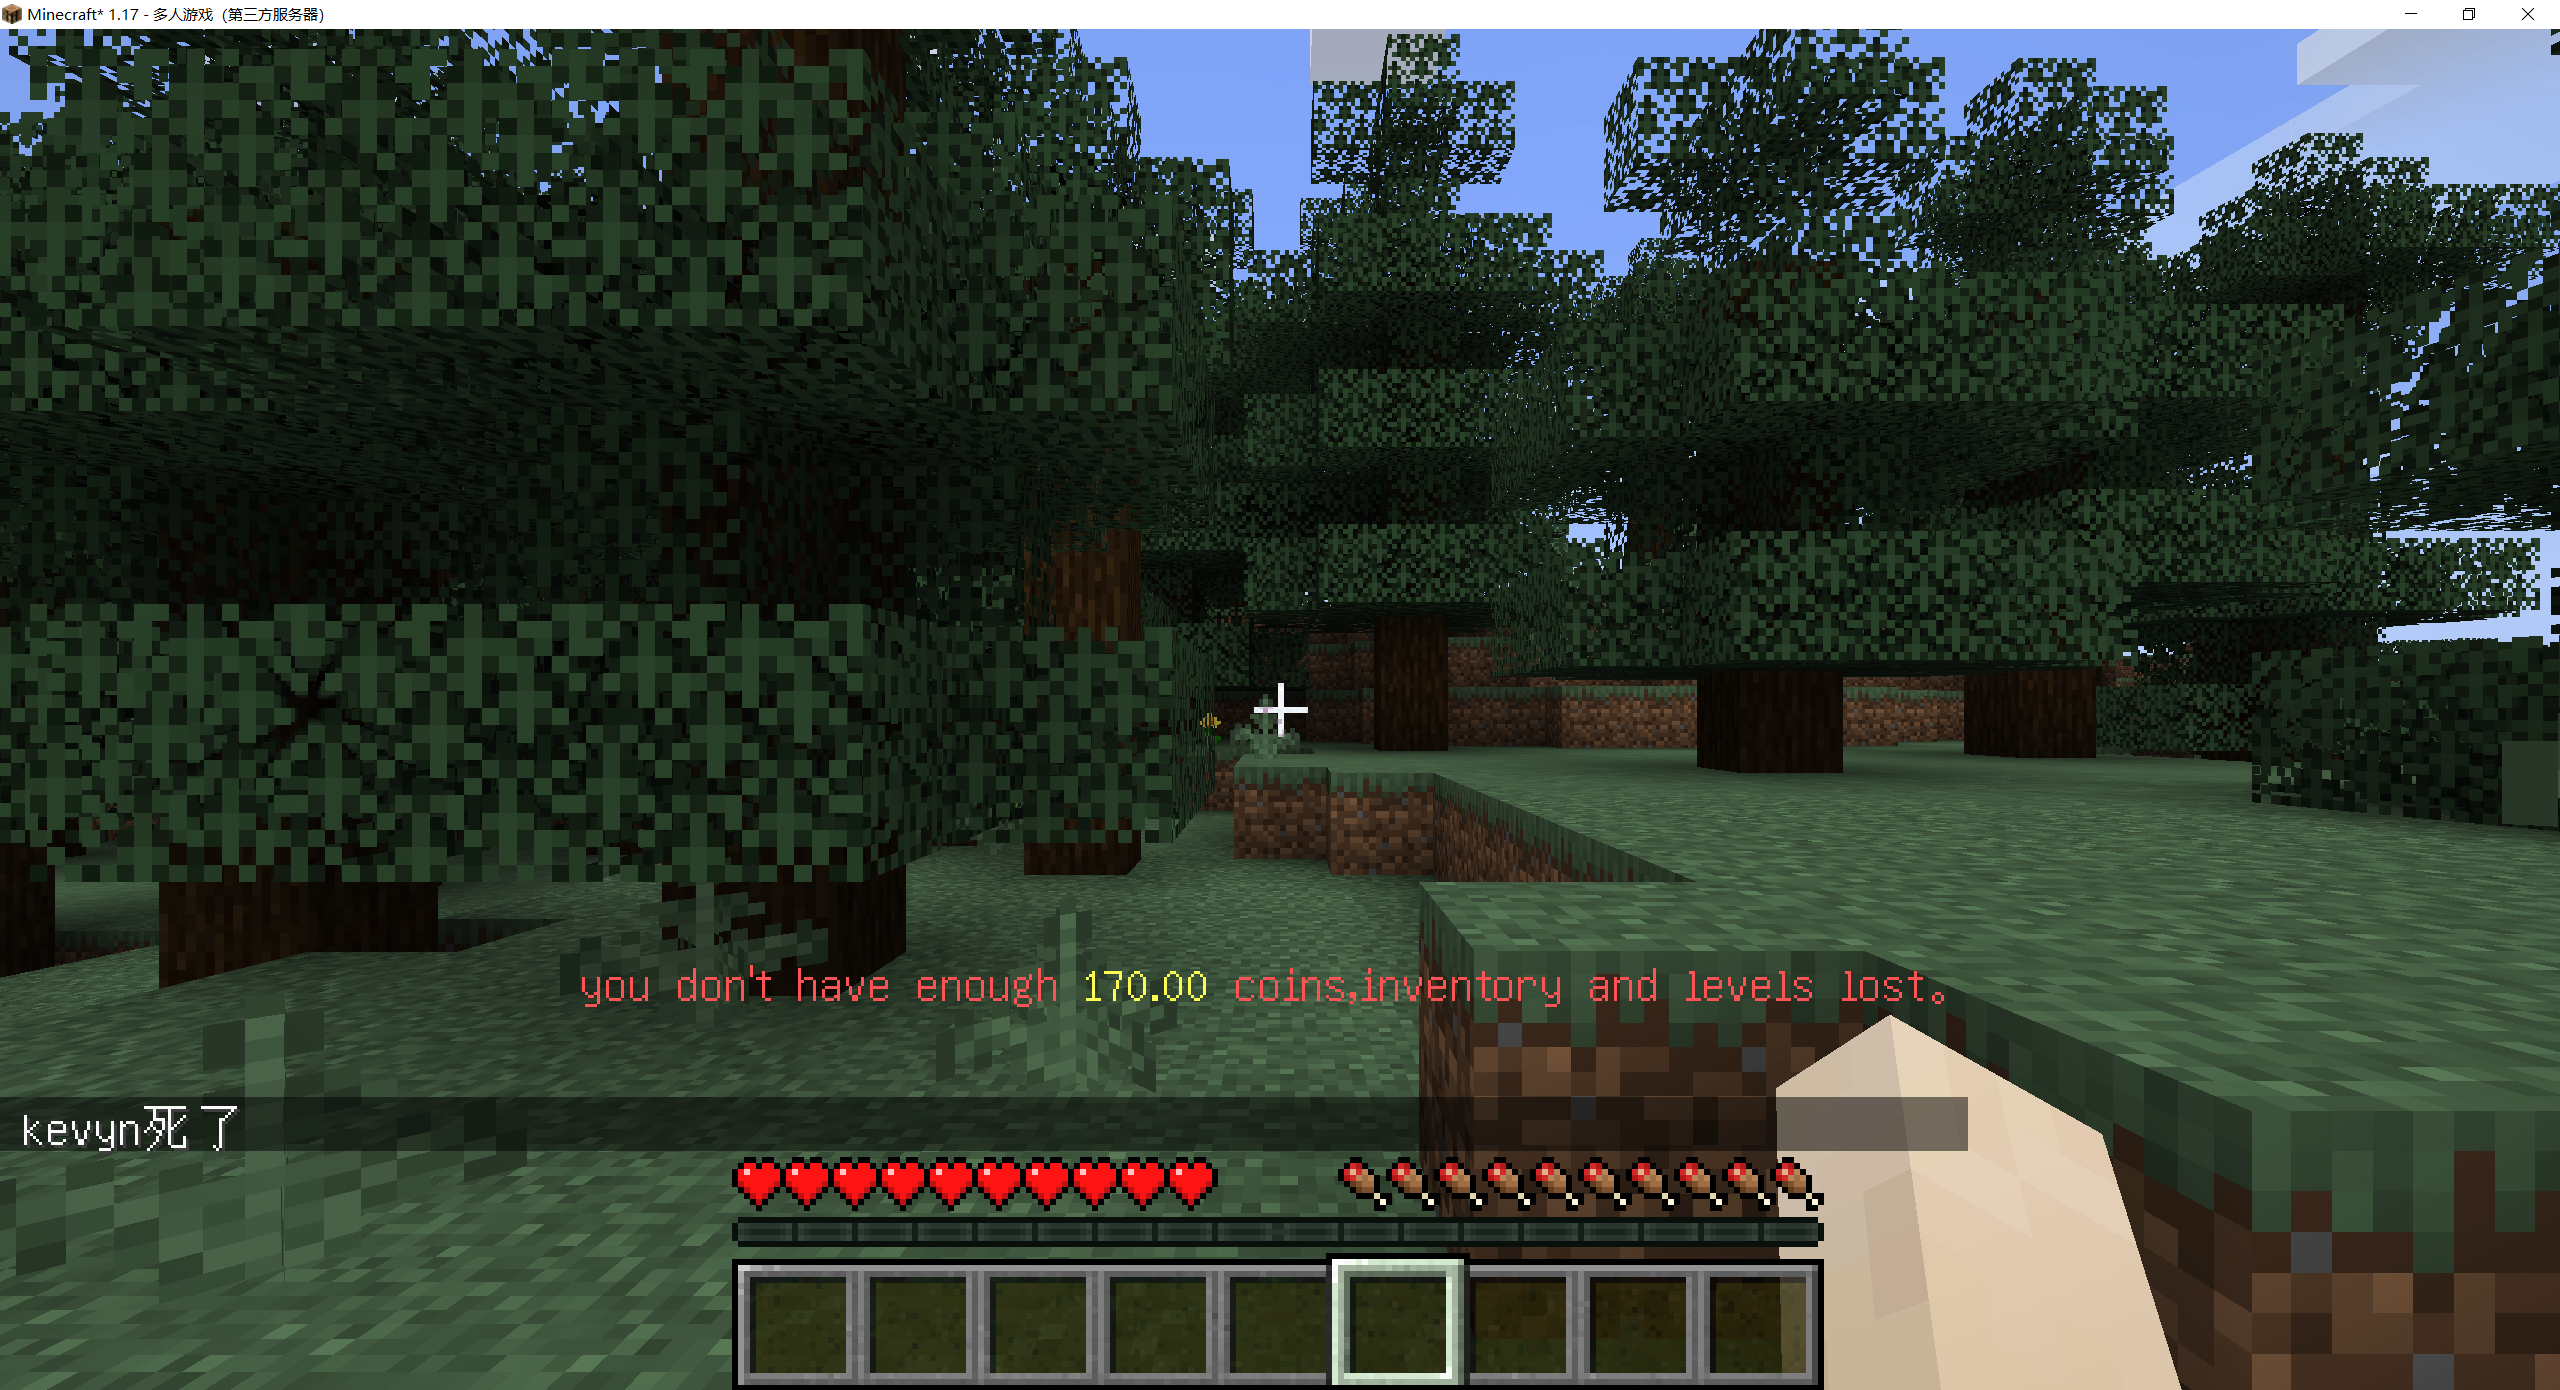 Minecraft* 1.17 - 多人游戏（第三方服务器）
you don't have enough 170.00 coins,inventory and levels lost。
kevyn死了